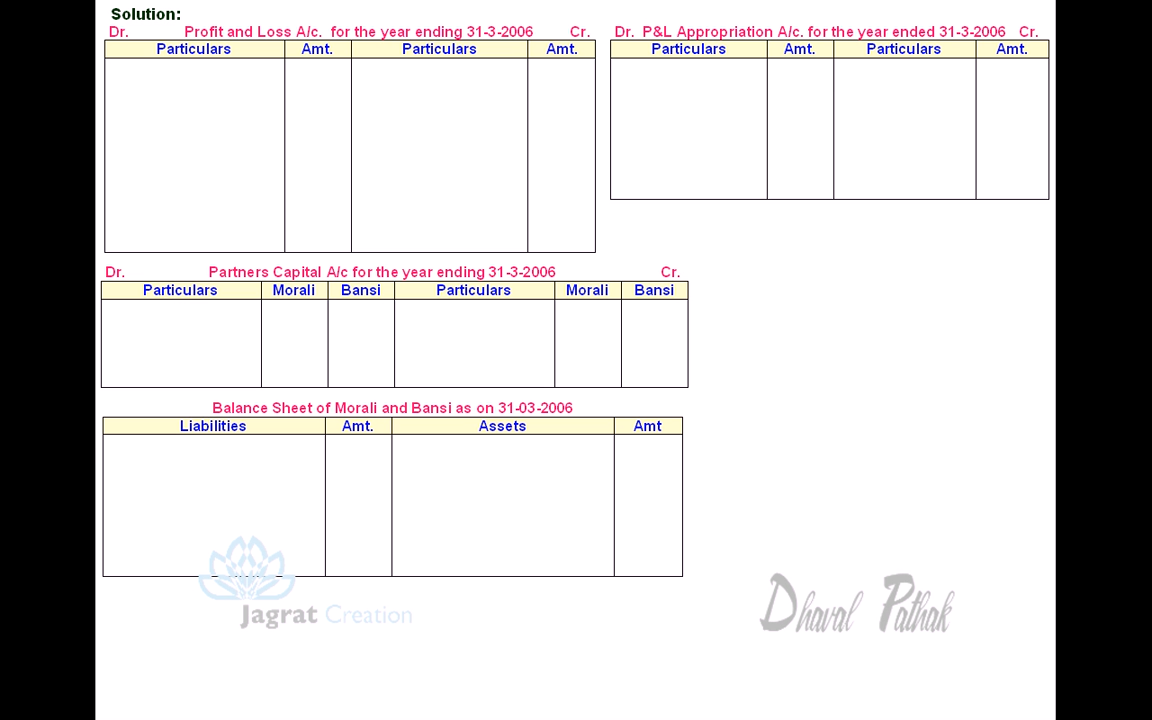 Solution:
Dr. Profit and Loss A/c. for the year ending 31-3-2006 Cr.
Particulars Amt. Particulars Amt.
Dr. P&L Appropriation A/c. for the year ended 31-3-2006 Cr.
Particulars Amt. Particulars Amt.
Dr. Partners Capital A/c for the year ending 31-3-2006 Cr.
Particulars Morali Bansi Particulars Morali Bansi
Balance Sheet of Morali and Bansi as on 31-03-2006
Liabilities Amt. Assets Amt
Jagrat Creation
Dhaval Pathak